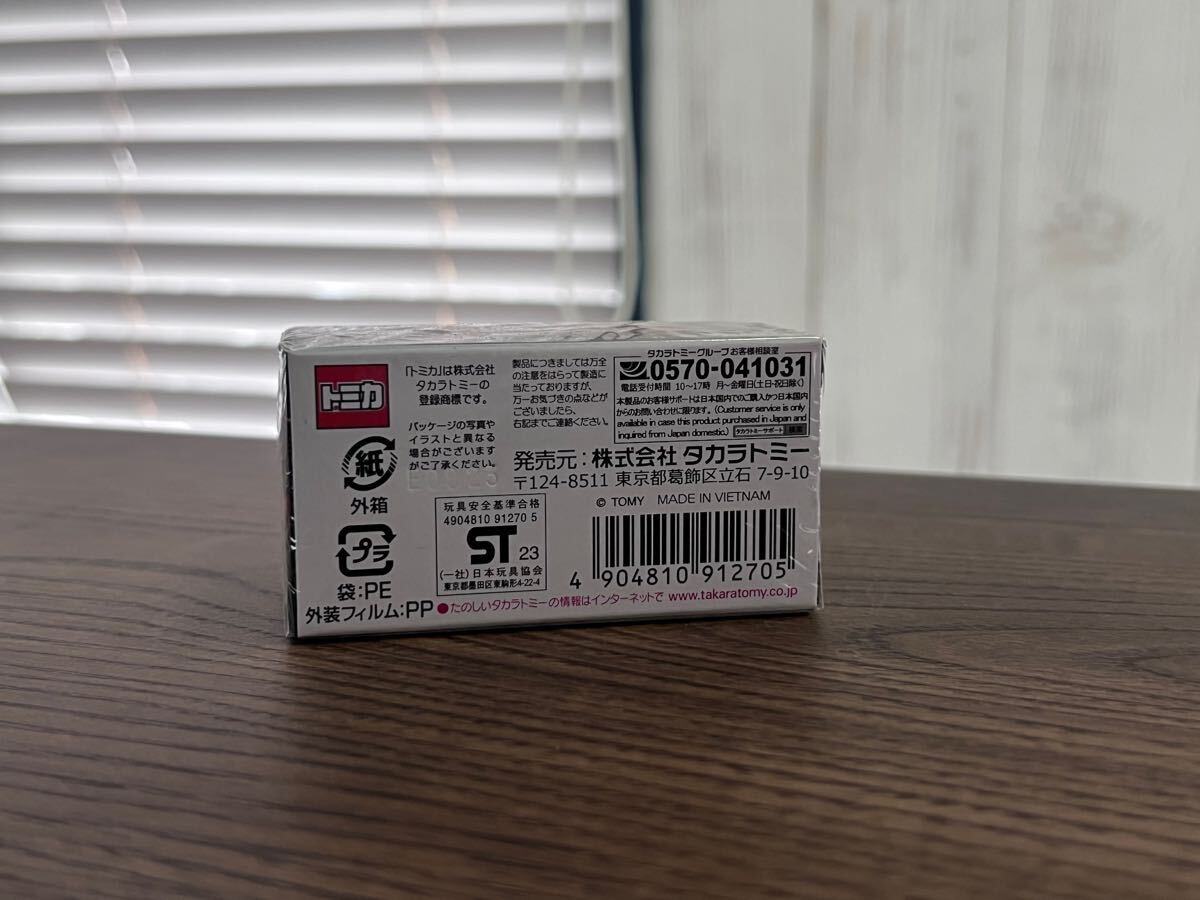 トミカ
「トミカ」は株式会社
タカラトミーの
登録商標です。
パッケージの写真や
イラストと異なる
場合がございます
がご了承ください。
製品につきましては万全
の注意をはらって製造に
当たっておりますが、
万一お気づきの点などが
ございましたら、
右記までご連絡ください。
タカラトミーグループお客様相談室
0570-041031
電話受付時間 10〜17時 月〜金曜日(土日・祝日除く)
本製品のお客様サポートは日本国内でのご購入かつ日本国内
からのお問い合わせに限ります。(Customer service is only
available in case this product purchased in Japan and
inquired from Japan domestic.) タカラトミーサポート 検索
発売元:株式会社 タカラトミー
〒124-8511 東京都葛飾区立石 7-9-10
© TOMY MADE IN VIETNAM
紙
外箱
プラ
袋:PE
外装フィルム:PP
玩具安全基準合格
4904810 91270 5
ST 23
(一社)日本玩具協会
東京都墨田区東駒形4-22-4
4 904810 912705
●たのしいタカラトミーの情報はインターネットで www.takaratomy.co.jp